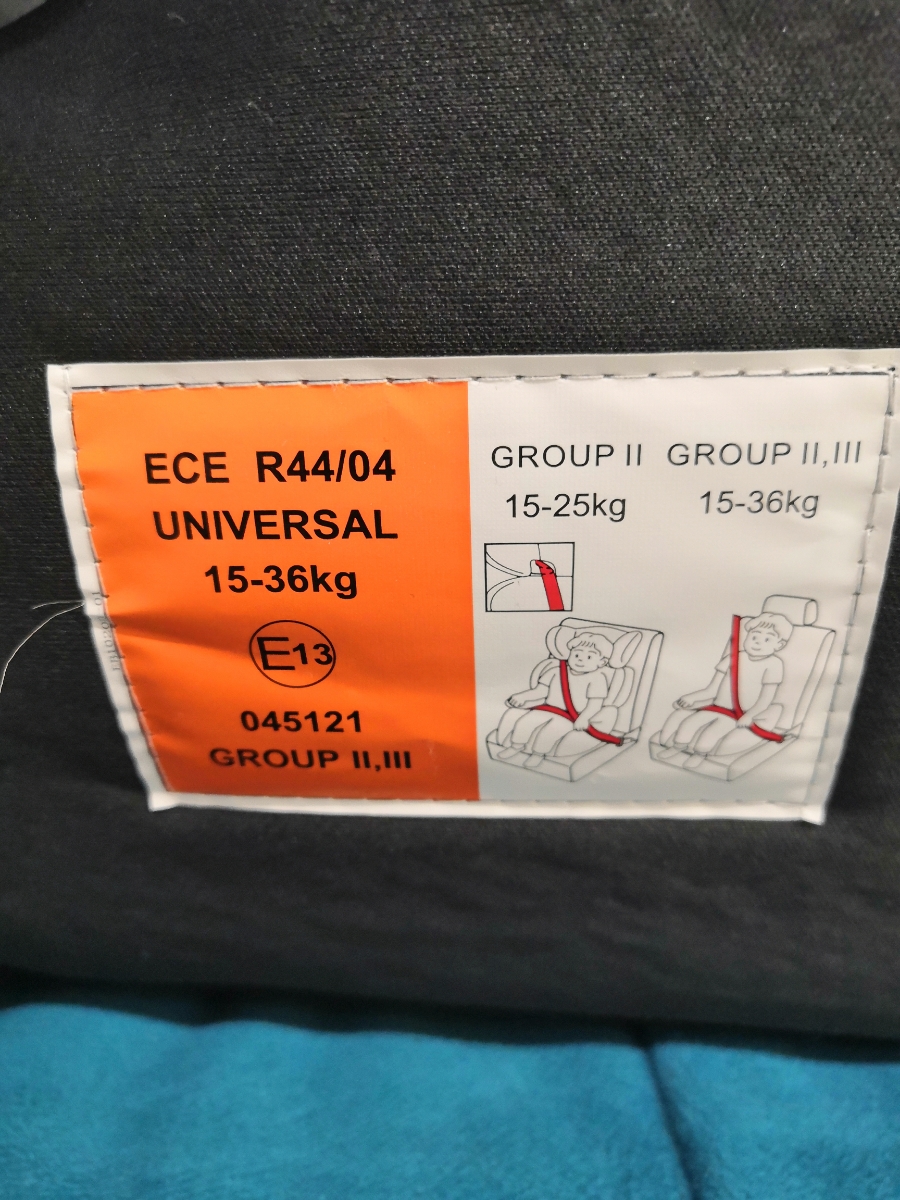 ECE R44/04
UNIVERSAL
15-36kg
E13
045121
GROUP II,III
GROUP II
15-25kg
GROUP II,III
15-36kg